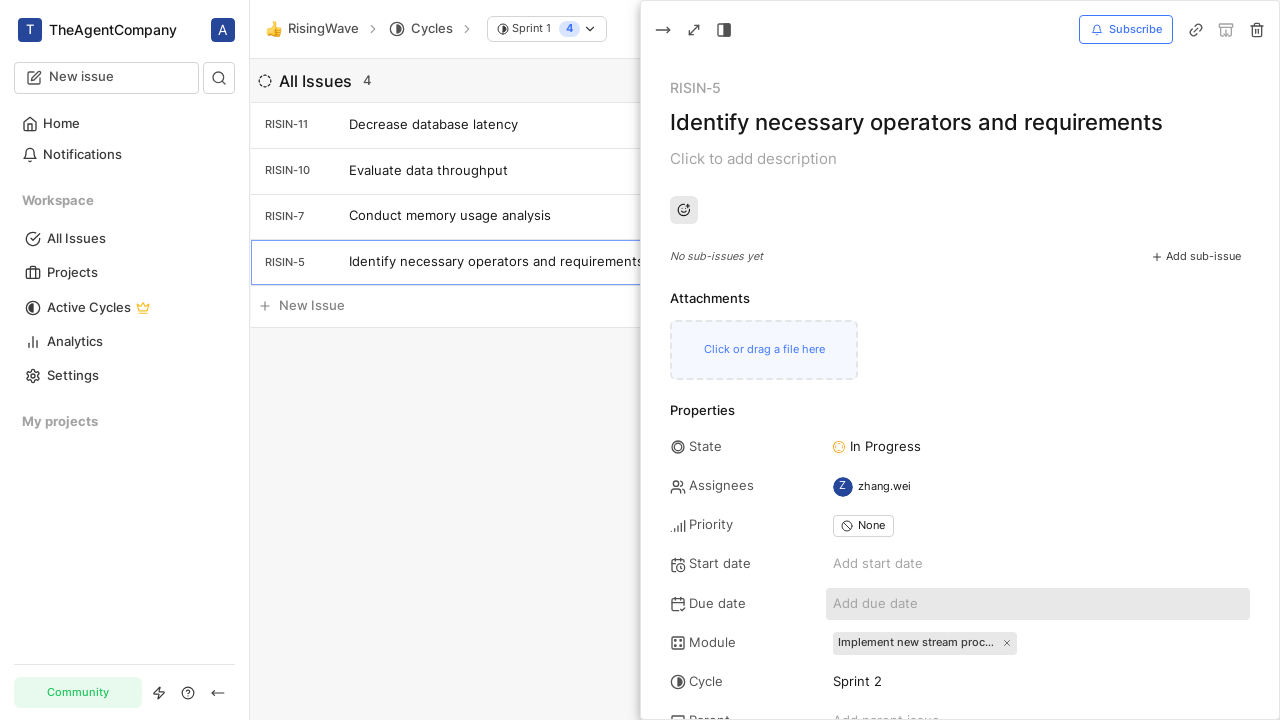 T TheAgentCompany A
New issue
Home
Notifications
Workspace
All Issues
Projects
Active Cycles
Analytics
Settings
My projects
Community
RisingWave
Cycles
Sprint 1 4
All Issues 4
RISIN-11 Decrease database latency
RISIN-10 Evaluate data throughput
RISIN-7 Conduct memory usage analysis
RISIN-5 Identify necessary operators and requirements
New Issue
Subscribe
RISIN-5
Identify necessary operators and requirements
Click to add description
No sub-issues yet
Add sub-issue
Attachments
Click or drag a file here
Properties
State In Progress
Assignees Z zhang.wei
Priority None
Start date Add start date
Due date Add due date
Module Implement new stream proc...
Cycle Sprint 2
Parent Add parent issue